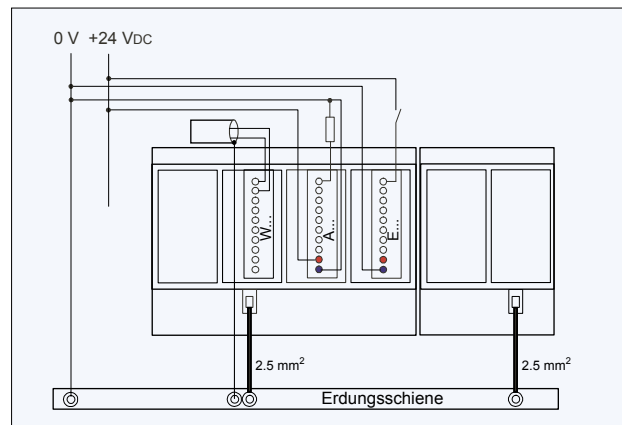 0 V +24 VDC
W...
A...
E...
2.5 mm²
2.5 mm²
Erdungsschiene